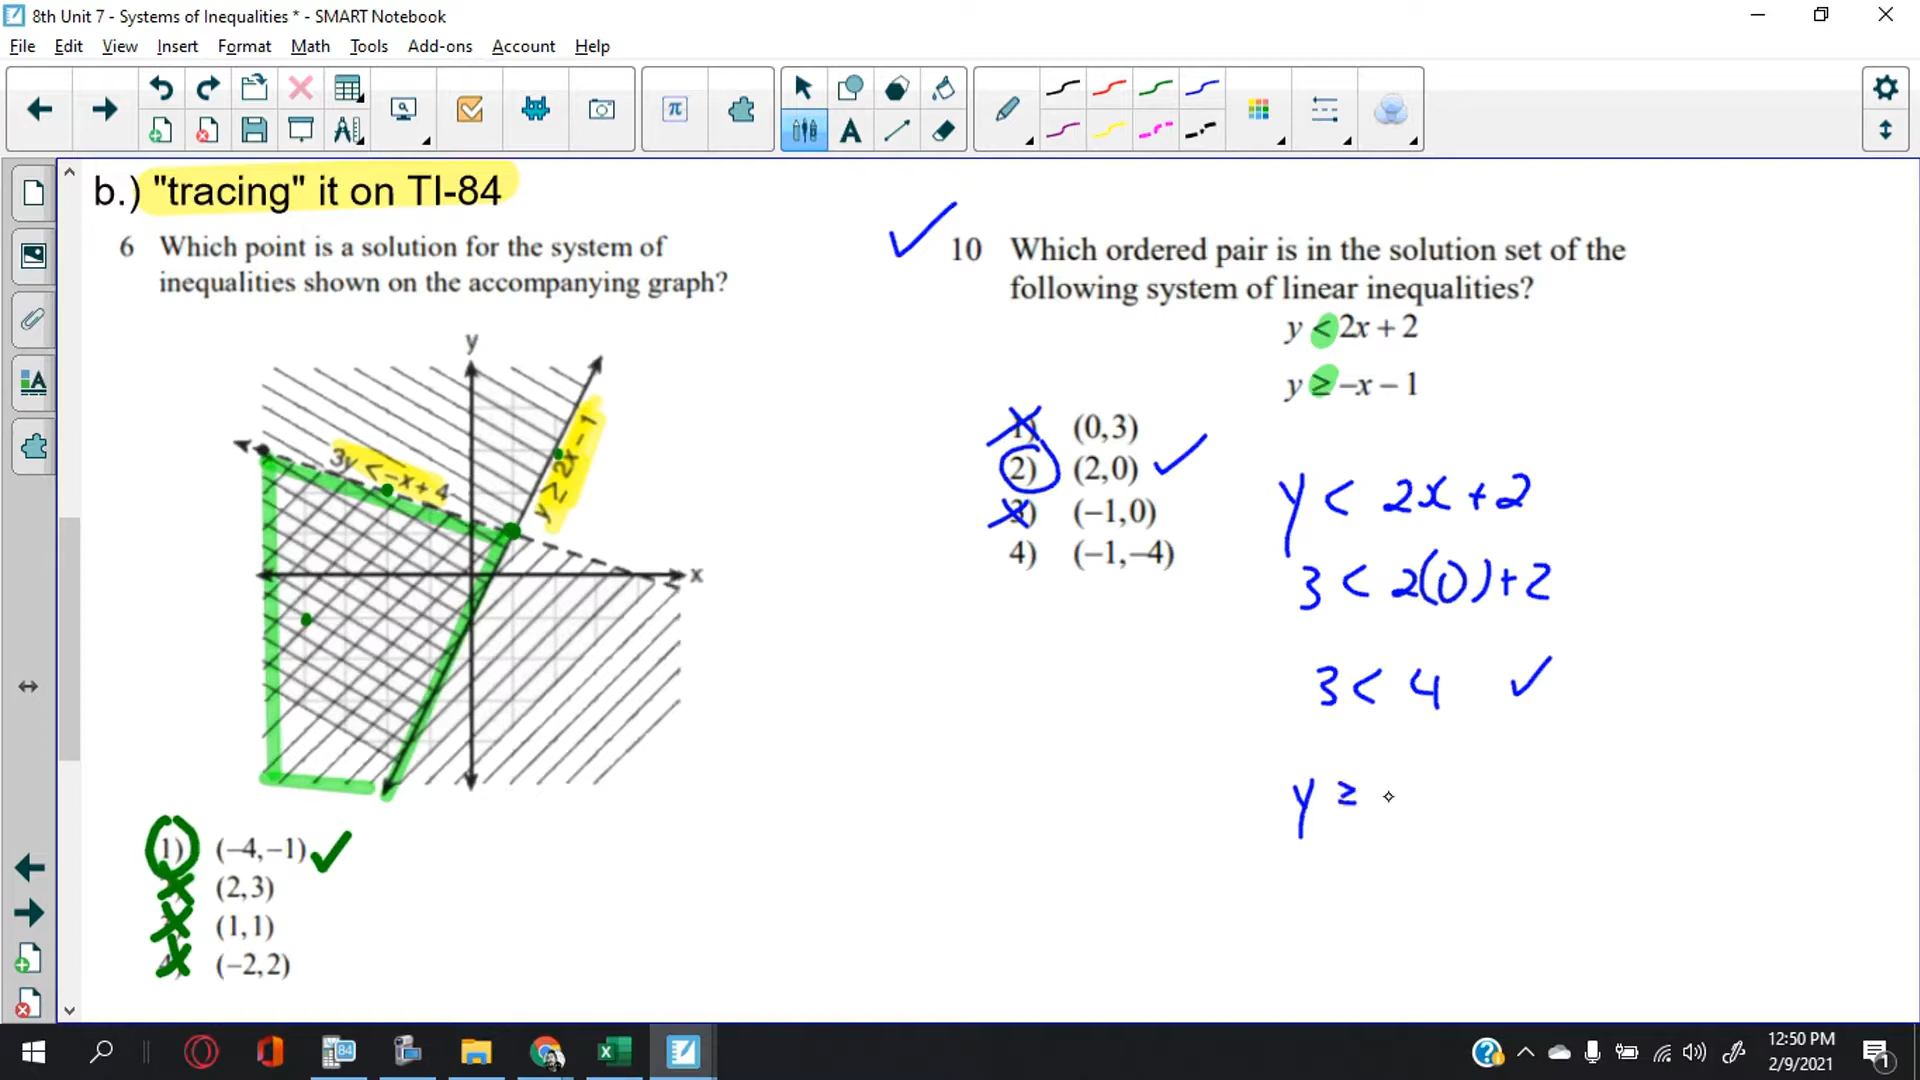 8th Unit 7 - Systems of Inequalities * - SMART Notebook
File Edit View Insert Format Math Tools Add-ons Account Help
b.) "tracing" it on TI-84
6 Which point is a solution for the system of
inequalities shown on the accompanying graph?
y
3y < -x + 4
y ≥ 2x - 1
x
1) (-4,-1)
(2,3)
(1,1)
(-2,2)
10 Which ordered pair is in the solution set of the
following system of linear inequalities?
y < 2x + 2
y ≥ -x - 1
1) (0,3)
2) (2,0)
3) (-1,0)
4) (-1,-4)
y < 2x + 2
3 < 2(0) + 2
3 < 4
y ≥
12:50 PM
2/9/2021